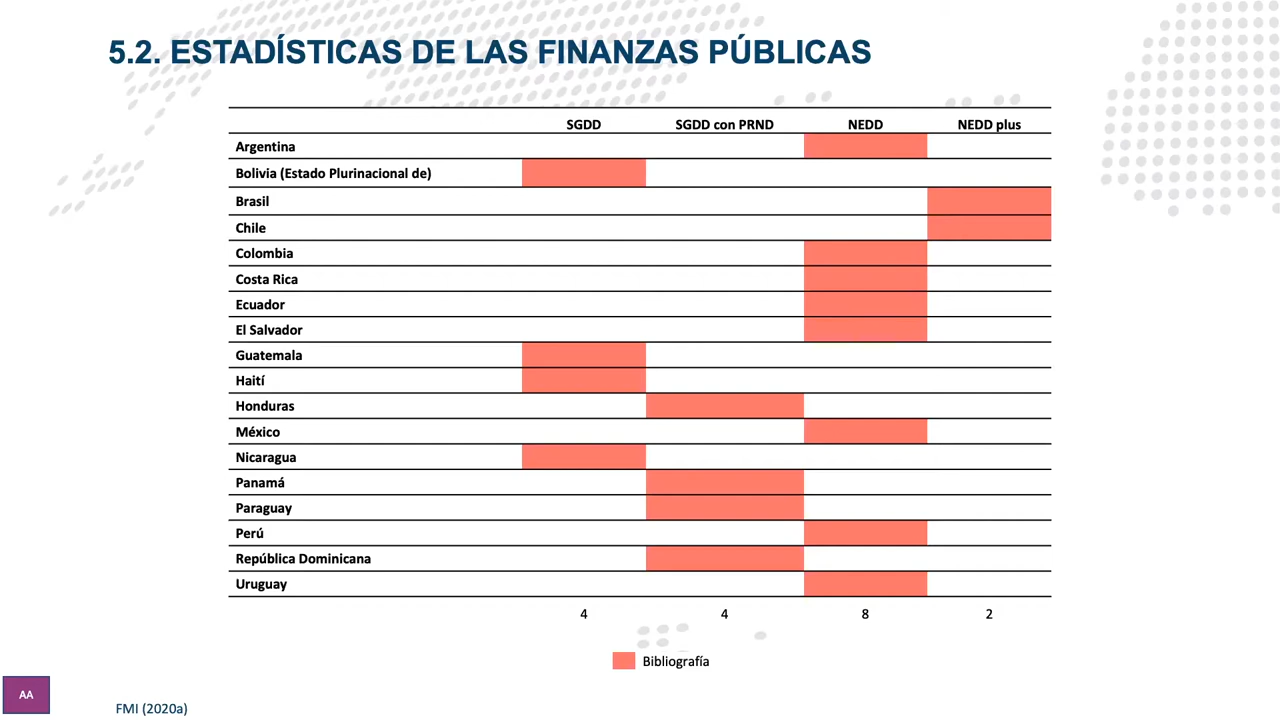 5.2. ESTADÍSTICAS DE LAS FINANZAS PÚBLICAS
SGDD SGDD con PRND NEDD NEDD plus
Argentina
Bolivia (Estado Plurinacional de)
Brasil
Chile
Colombia
Costa Rica
Ecuador
El Salvador
Guatemala
Haití
Honduras
México
Nicaragua
Panamá
Paraguay
Perú
República Dominicana
Uruguay
4 4 8 2
Bibliografía
AA
FMI (2020a)